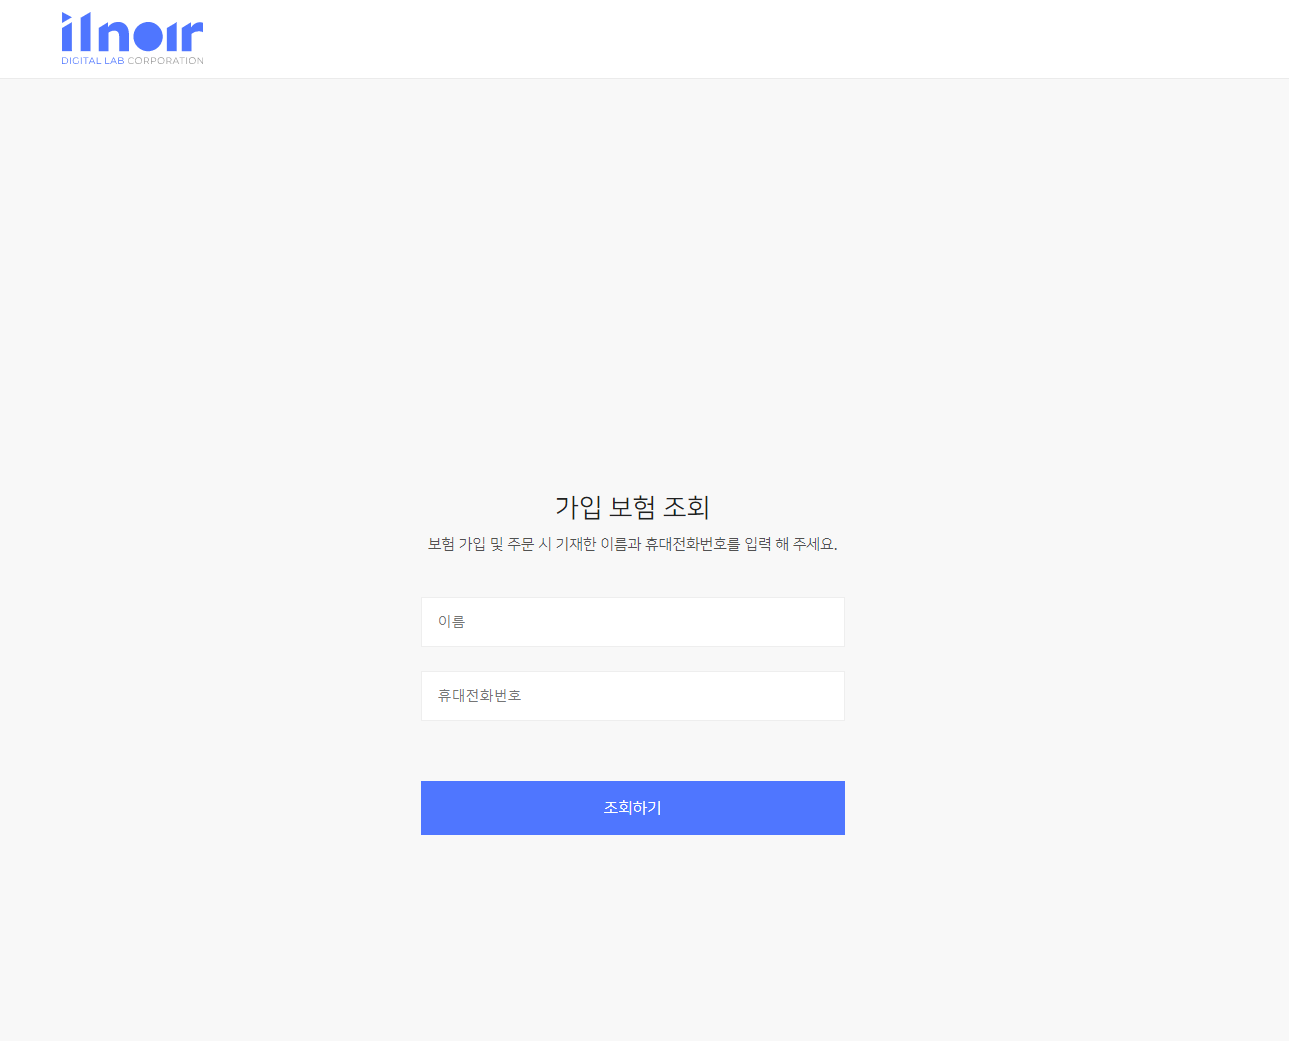 ilnoir
DIGITAL LAB CORPORATION
가입 보험 조회
보험 가입 및 주문 시 기재한 이름과 휴대전화번호를 입력 해 주세요.
이름
휴대전화번호
조회하기